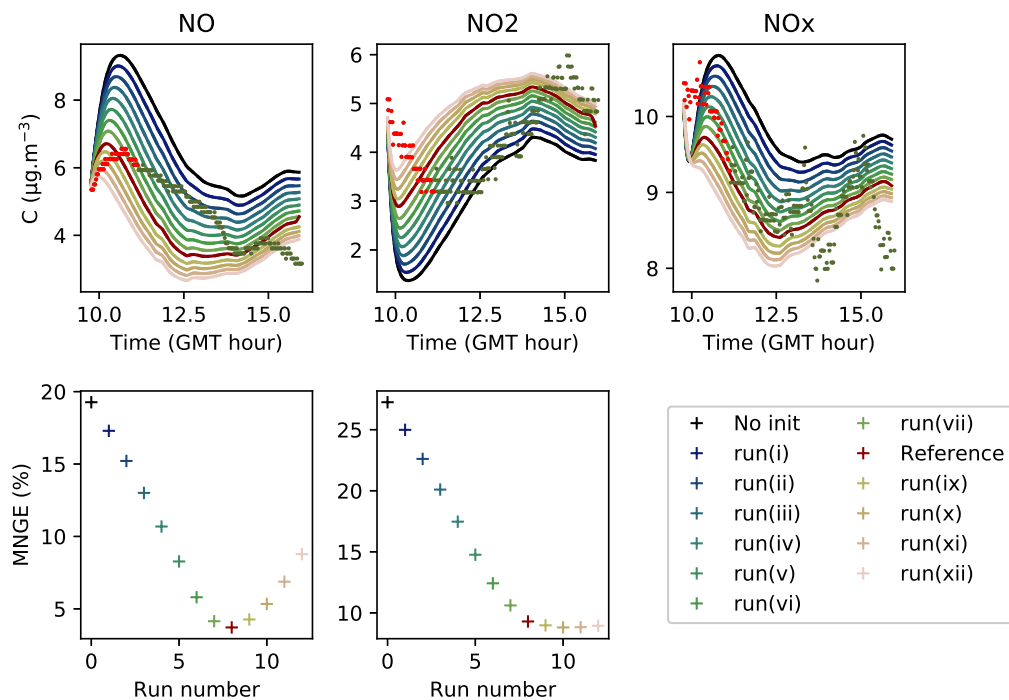 NO
NO2
NOx
C (μg.m⁻³)
8
6
4
6
5
4
3
2
10
9
8
10.0 12.5 15.0
10.0 12.5 15.0
10.0 12.5 15.0
Time (GMT hour)
Time (GMT hour)
Time (GMT hour)
MNGE (%)
20
15
10
5
25
20
15
10
0 5 10
0 5 10
Run number
Run number
No init
run(i)
run(ii)
run(iii)
run(iv)
run(v)
run(vi)
run(vii)
Reference
run(ix)
run(x)
run(xi)
run(xii)